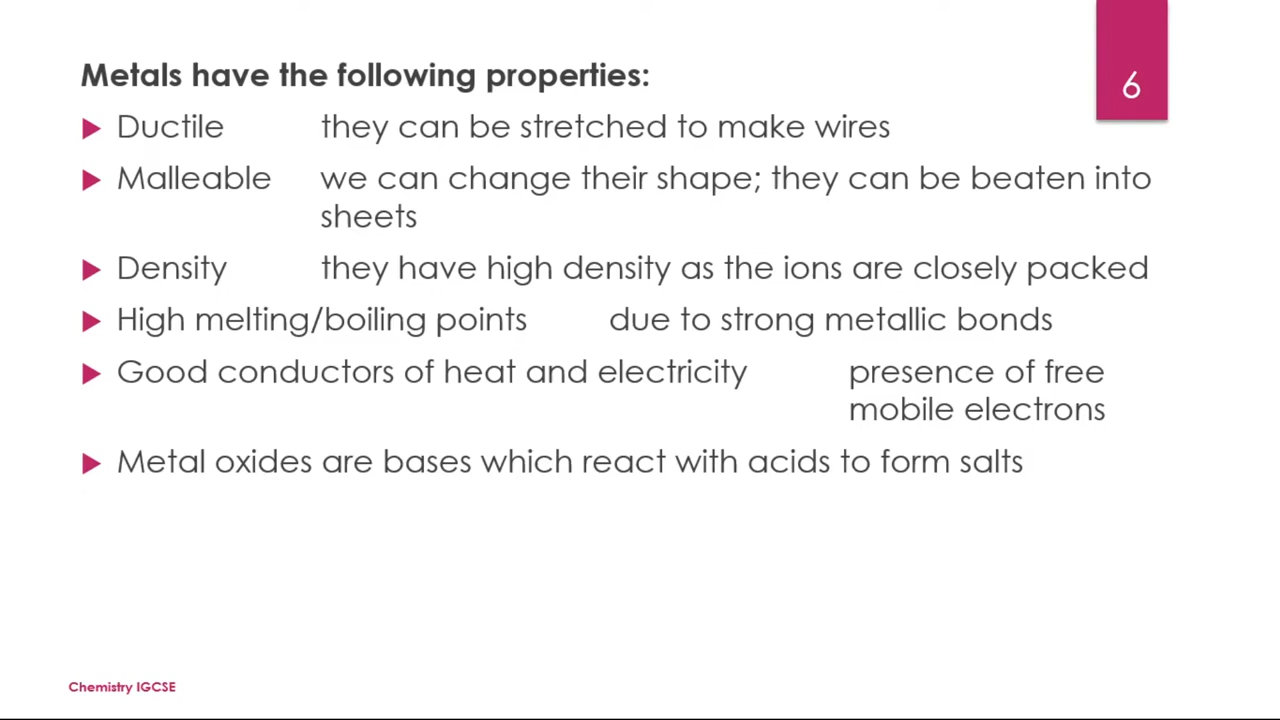 6
Metals have the following properties:
Ductile they can be stretched to make wires
Malleable we can change their shape; they can be beaten into
sheets
Density they have high density as the ions are closely packed
High melting/boiling points due to strong metallic bonds
Good conductors of heat and electricity presence of free
mobile electrons
Metal oxides are bases which react with acids to form salts
Chemistry IGCSE